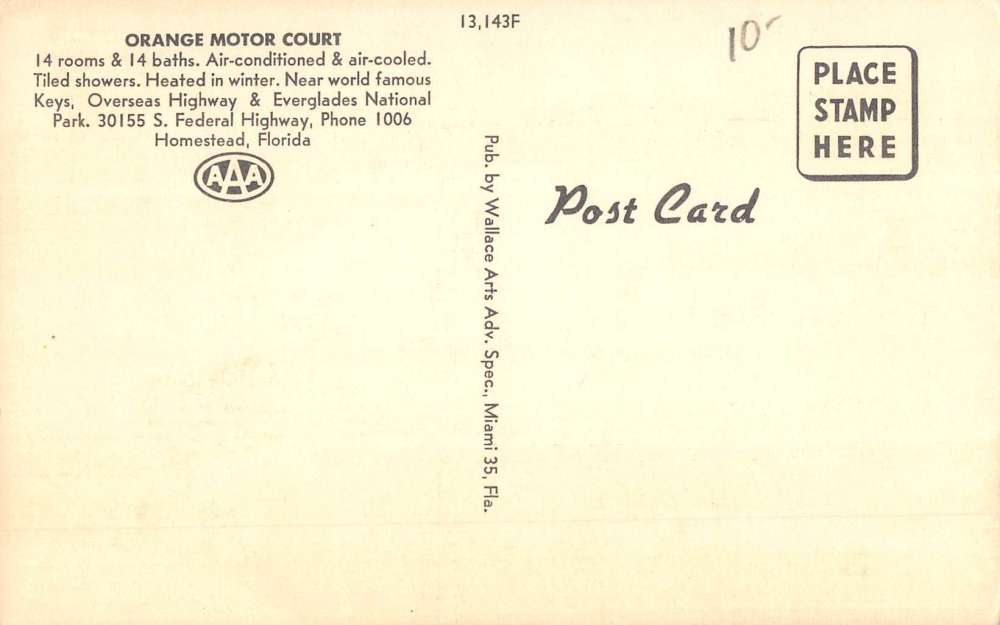 13,143F
10-
ORANGE MOTOR COURT
14 rooms & 14 baths. Air-conditioned & air-cooled.
Tiled showers. Heated in winter. Near world famous
Keys, Overseas Highway & Everglades National
Park. 30155 S. Federal Highway, Phone 1006
Homestead, Florida
AAA
Pub. by Wallace Arts Adv. Spec., Miami 35, Fla.
PLACE
STAMP
HERE
Post Card